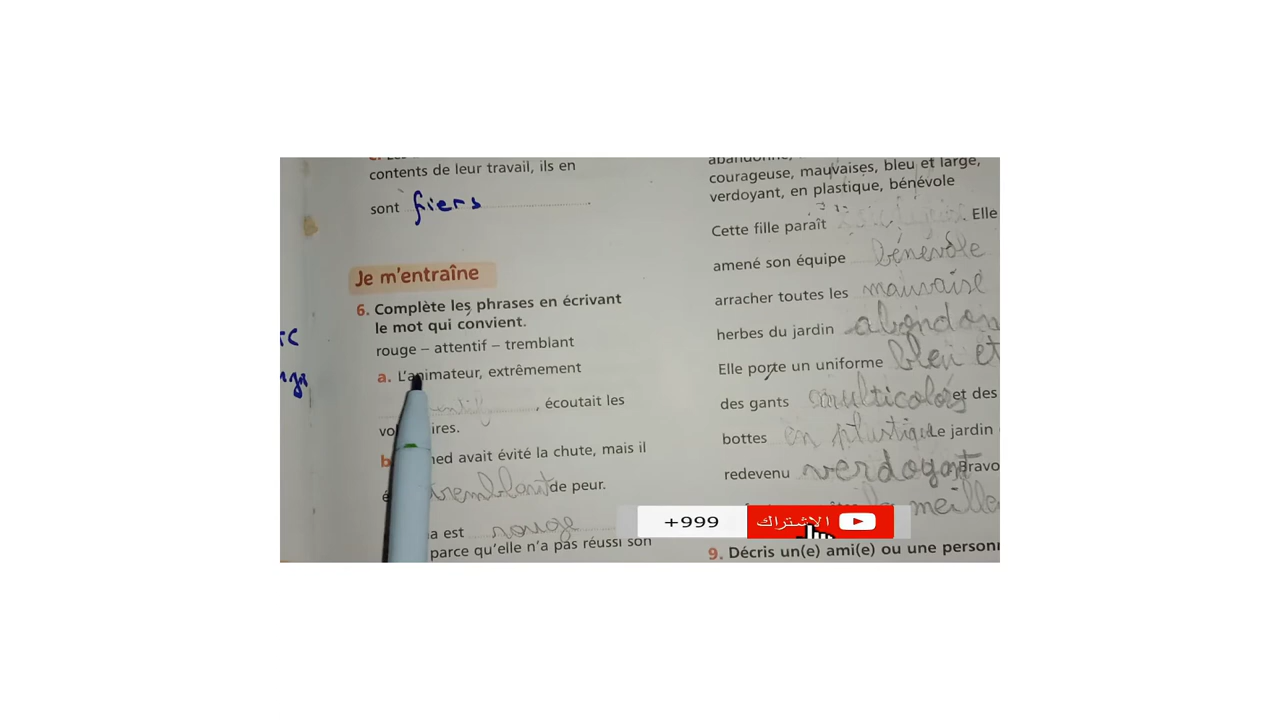 contents de leur travail, ils en
sont fiers
Je m'entraîne
6. Complète les phrases en écrivant
le mot qui convient.
rouge – attentif – tremblant
a. L'animateur, extrêmement
, écoutait les
b. avait évité la chute, mais il
tremblant de peur.
est rouge
parce qu'elle n'a pas réussi son
courageuse, mauvaises, bleu et large,
verdoyant, en plastique, bénévole
Cette fille paraît . Elle
amené son équipe bénévole
arracher toutes les mauvaise
herbes du jardin
Elle porte un uniforme bleu et
des gants et des
bottes en plastique Le jardin
redevenu verdoyant Bravo
+999 الاشتراك
9. Décris un(e) ami(e) ou une